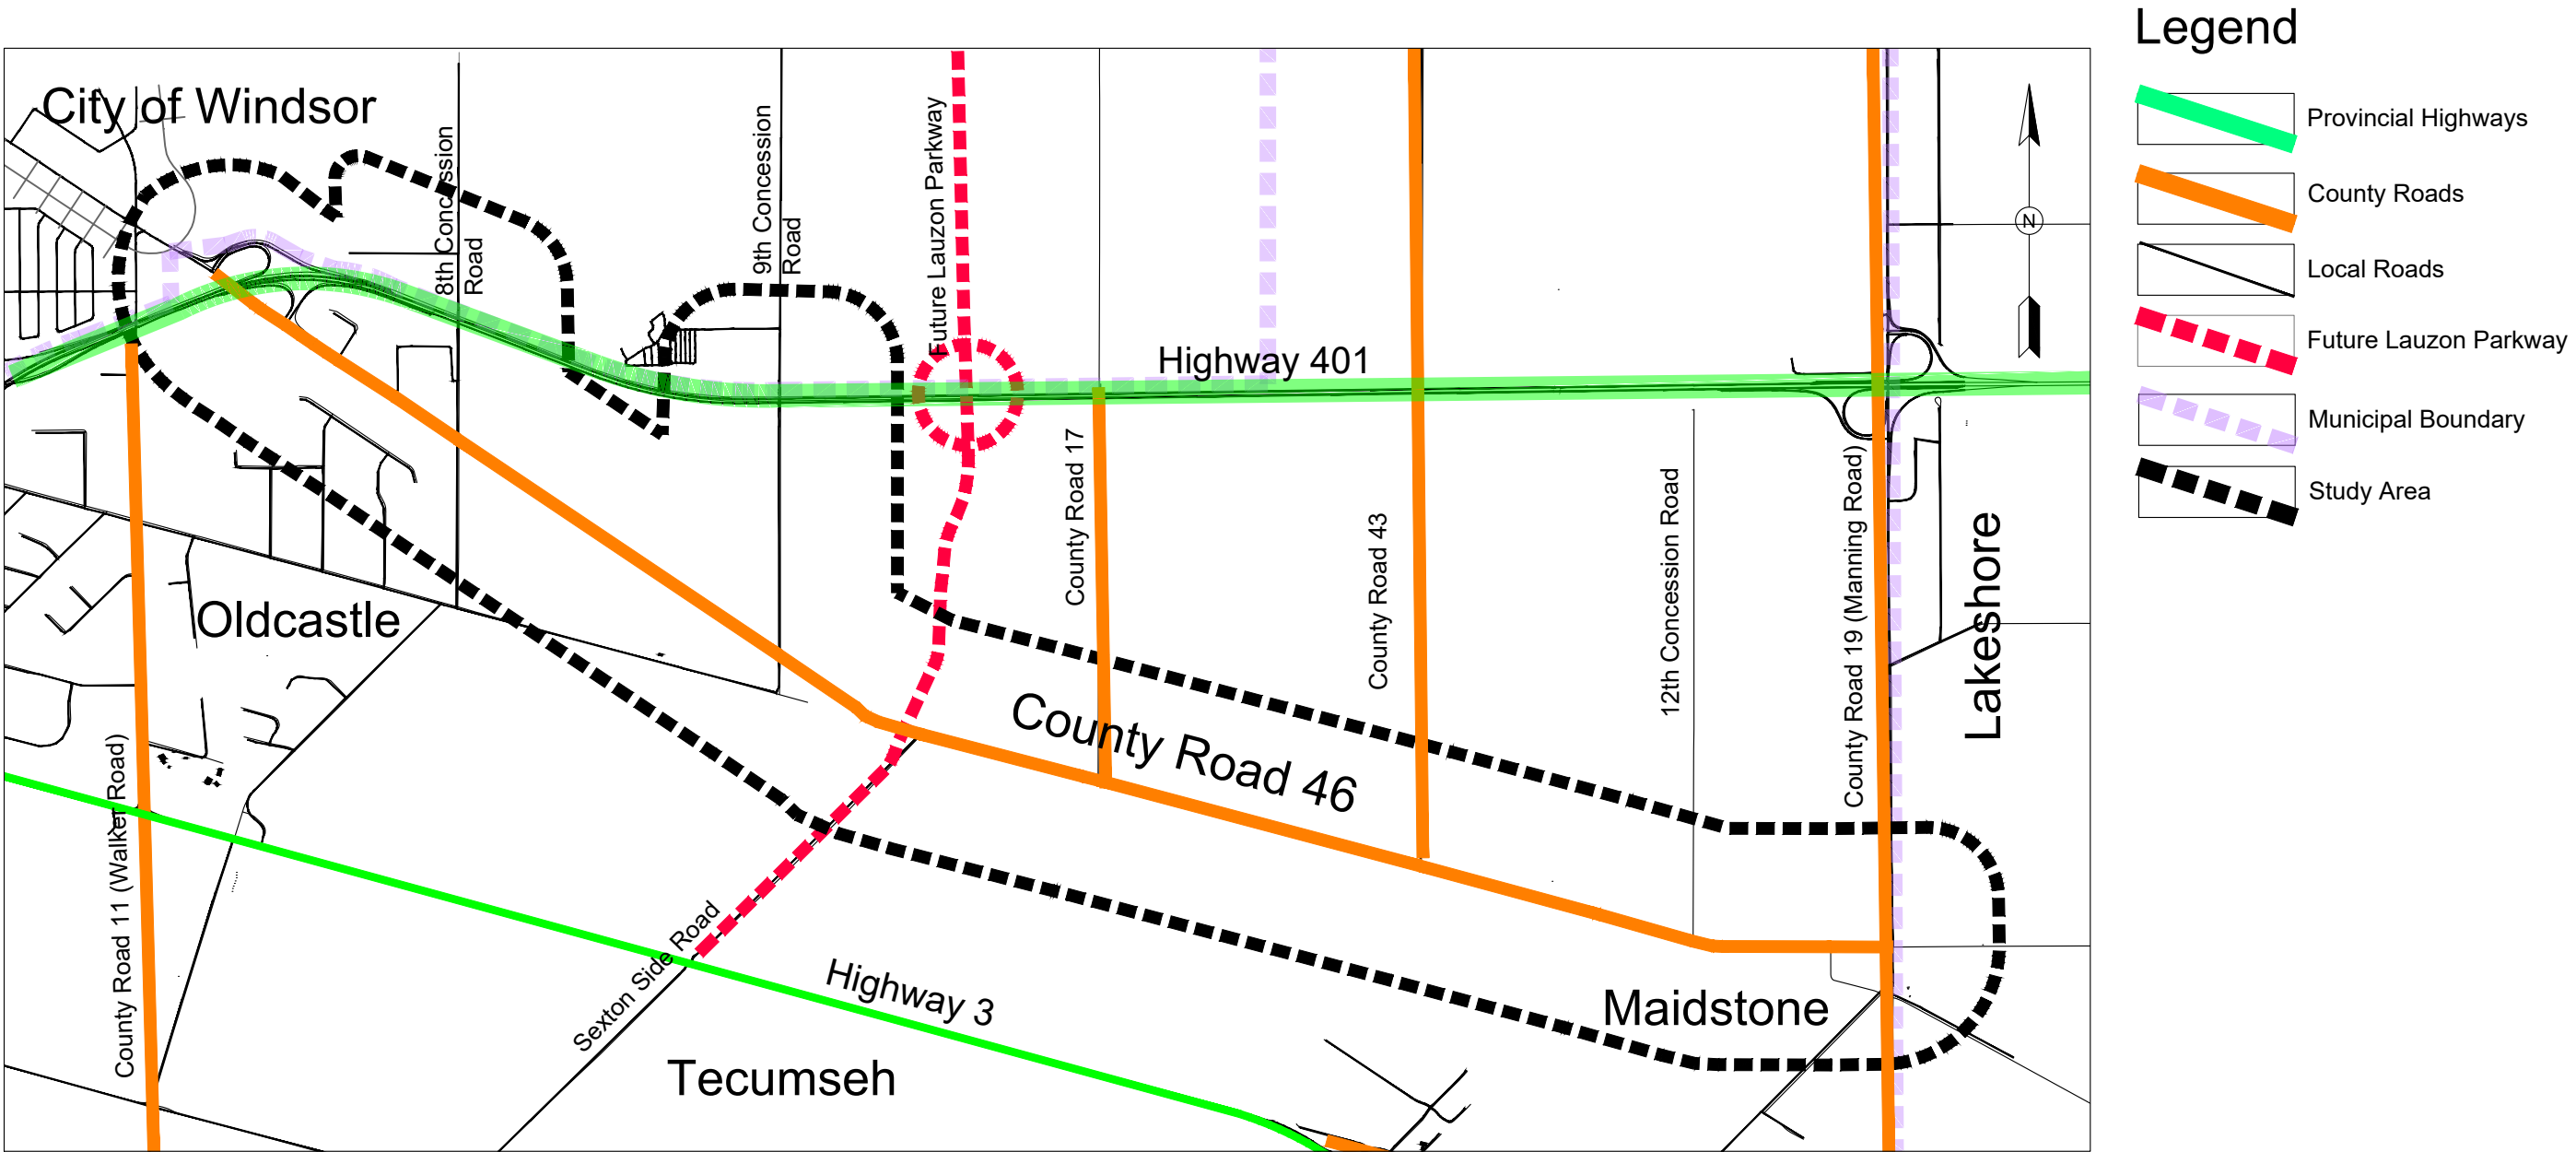 Legend
Provincial Highways
County Roads
Local Roads
Future Lauzon Parkway
Municipal Boundary
Study Area
City of Windsor
8th Concession
Road
9th Concession
Road
Future Lauzon Parkway
N
Highway 401
County Road 17
County Road 43
12th Concession Road
County Road 19 (Manning Road)
Lakeshore
Oldcastle
County Road 46
County Road 11 (Walker Road)
Sexton Side Road
Highway 3
Maidstone
Tecumseh